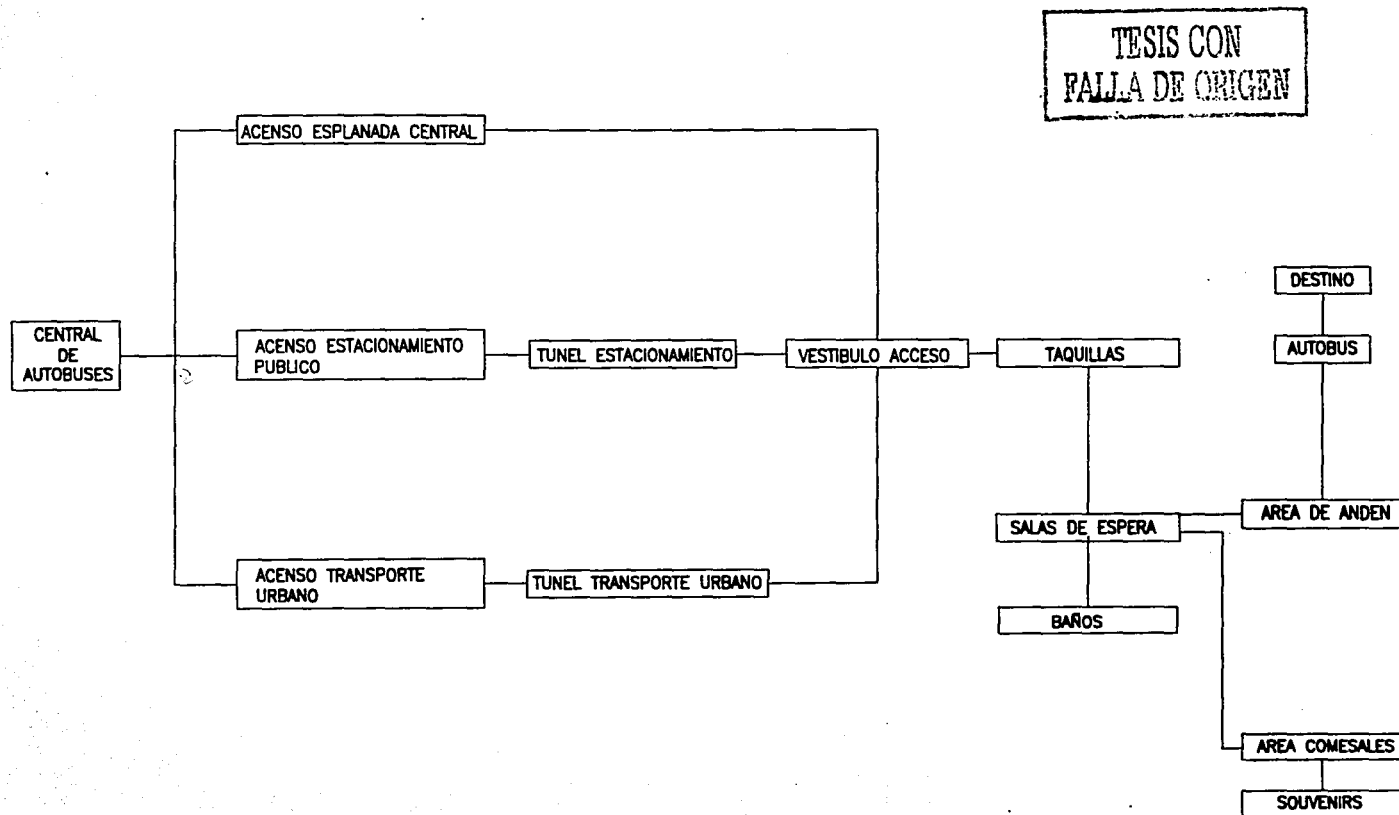 TESIS CON
FALLA DE ORIGEN
ACENSO ESPLANADA CENTRAL
DESTINO
CENTRAL
DE
AUTOBUSES
ACENSO ESTACIONAMIENTO
PUBLICO
TUNEL ESTACIONAMIENTO
VESTIBULO ACCESO
TAQUILLAS
AUTOBUS
SALAS DE ESPERA
AREA DE ANDEN
ACENSO TRANSPORTE
URBANO
TUNEL TRANSPORTE URBANO
BAÑOS
AREA COMESALES
SOUVENIRS